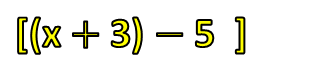 [(x + 3) – 5 ]